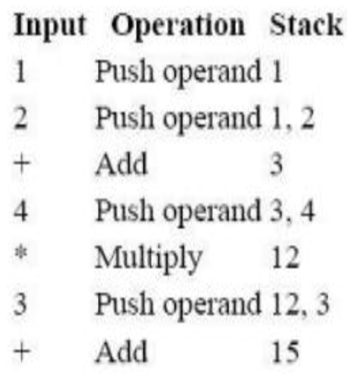 Input Operation Stack
1 Push operand 1
2 Push operand 1, 2
+ Add 3
4 Push operand 3, 4
* Multiply 12
3 Push operand 12, 3
+ Add 15